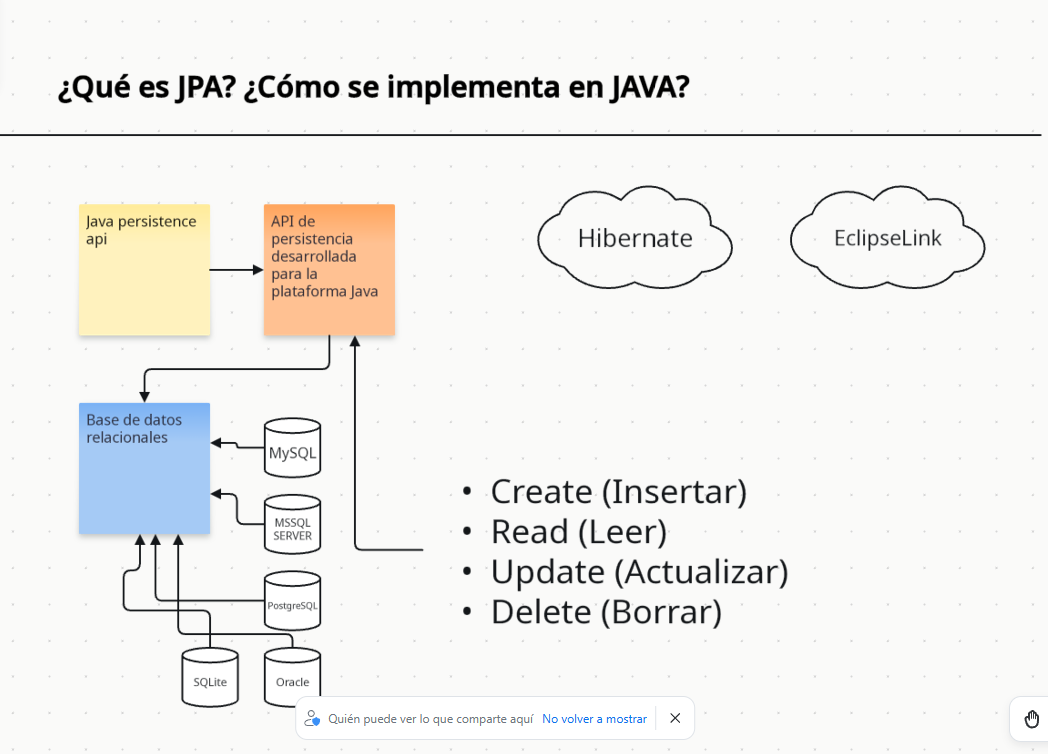 ¿Qué es JPA? ¿Cómo se implementa en JAVA?
Java persistence
api
API de
persistencia
desarrollada
para la
plataforma Java
Hibernate
EclipseLink
Base de datos
relacionales
MySQL
MSSQL
SERVER
PostgreSQL
SQLite
Oracle
• Create (Insertar)
• Read (Leer)
• Update (Actualizar)
• Delete (Borrar)
Quién puede ver lo que comparte aquí No volver a mostrar